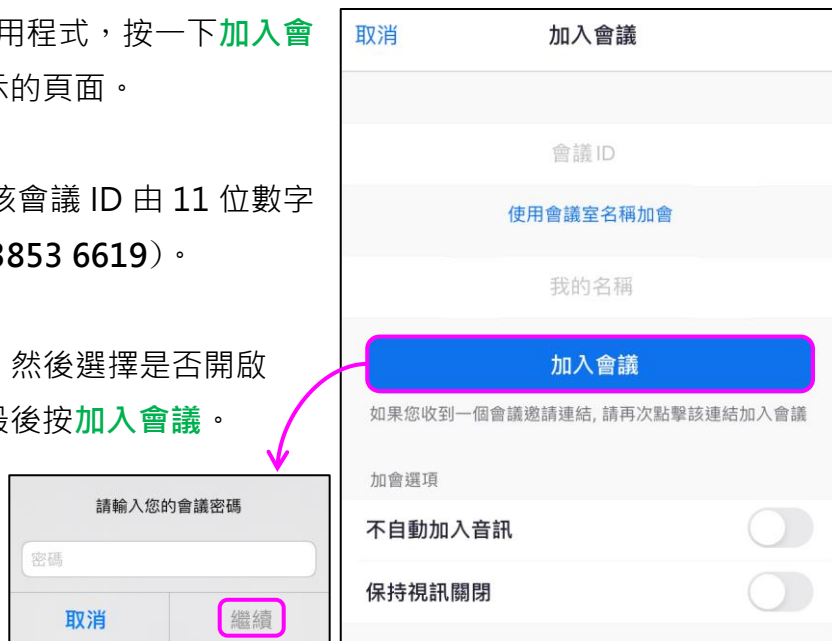 用程式，按一下加入會
示的頁面。
該會議 ID 由 11 位數字
3853 6619）。
然後選擇是否開啟
最後按加入會議。
請輸入您的會議密碼
密碼
取消
繼續
取消
加入會議
會議 ID
使用會議室名稱加會
我的名稱
加入會議
如果您收到一個會議邀請連結, 請再次點擊該連結加入會議
加會選項
不自動加入音訊
保持視訊關閉